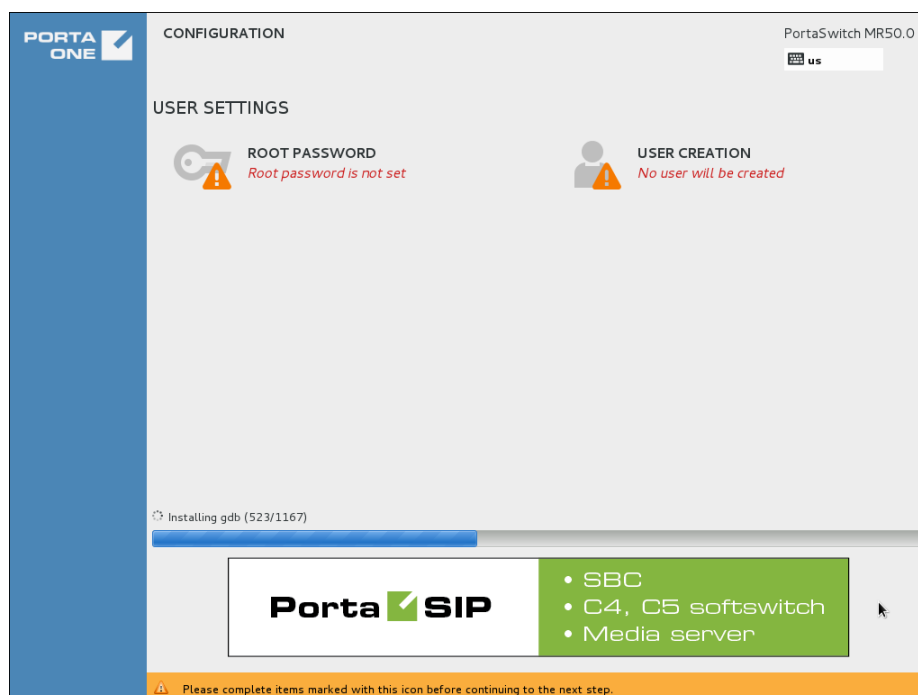 PORTA
ONE
CONFIGURATION
PortaSwitch MR50.0
us
USER SETTINGS
ROOT PASSWORD
Root password is not set
USER CREATION
No user will be created
Installing gdb (523/1167)
Porta SIP
• SBC
• C4, C5 softswitch
• Media server
Please complete items marked with this icon before continuing to the next step.